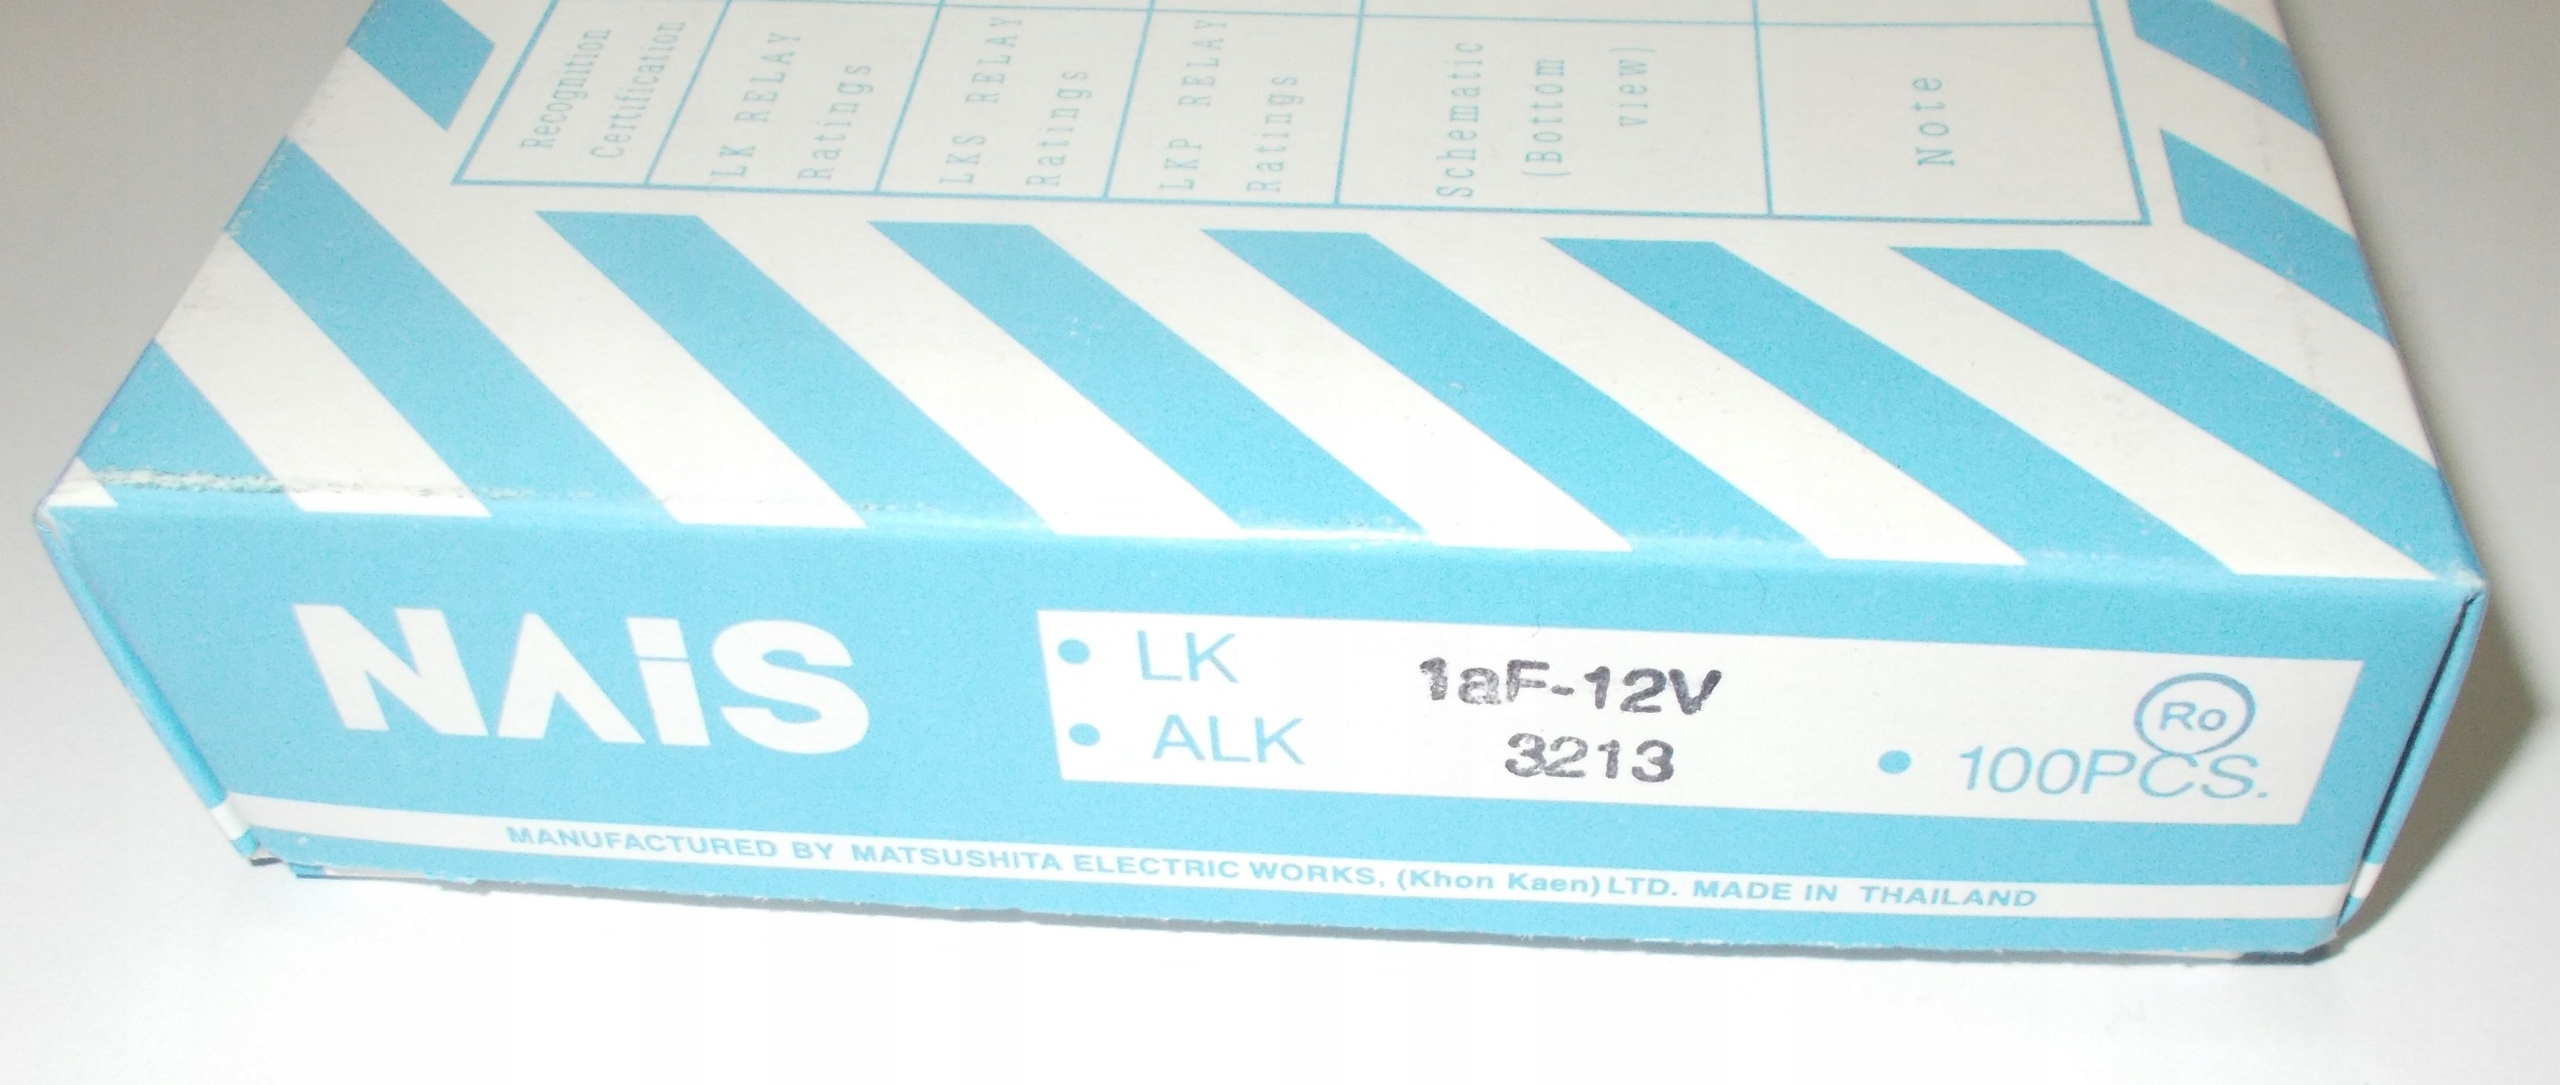 Recognition
Certification
LK RELAY
Ratings
LKS RELAY
Ratings
LKP RELAY
Ratings
Schematic
(Bottom
view)
Note
NAiS
• LK 1aF-12V
• ALK 3213
Ro
• 100PCS.
MANUFACTURED BY MATSUSHITA ELECTRIC WORKS, (Khon Kaen) LTD. MADE IN THAILAND